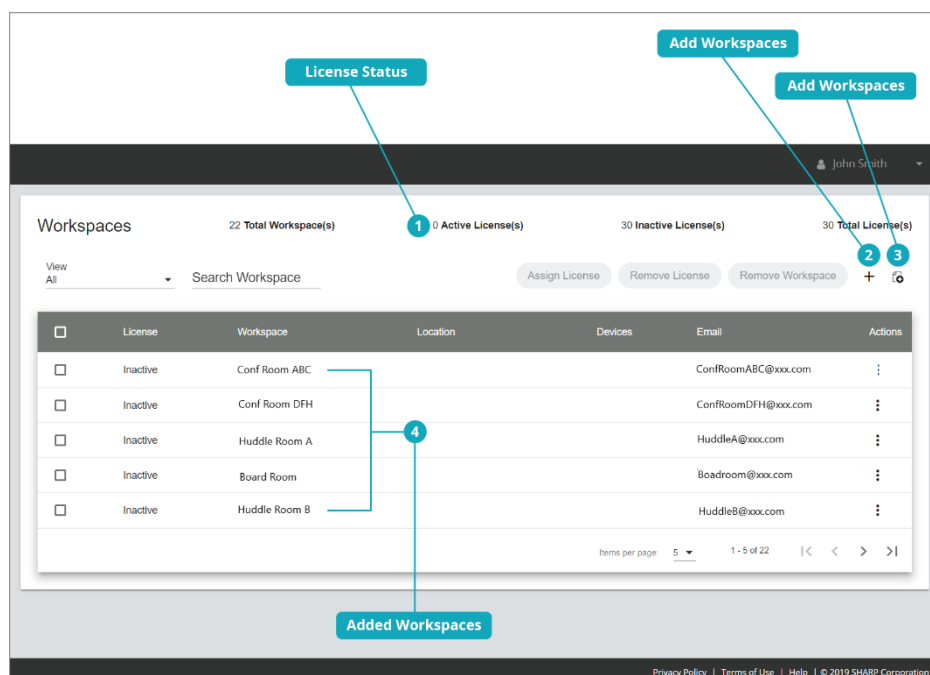 Add Workspaces
License Status
Add Workspaces
John Smith
Workspaces
22 Total Workspace(s)
1
0 Active License(s)
30 Inactive License(s)
30 Total License(s)
2
3
View
All
Search Workspace
Assign License
Remove License
Remove Workspace
License Workspace Location Devices Email Actions
Inactive Conf Room ABC ConfRoomABC@xxx.com
Inactive Conf Room DFH ConfRoomDFH@xxx.com
4
Inactive Huddle Room A HuddleA@xxx.com
Inactive Board Room Boadroom@xxx.com
Inactive Huddle Room B HuddleB@xxx.com
Items per page: 5 1 - 5 of 22
Added Workspaces
Privacy Policy | Terms of Use | Help | © 2019 SHARP Corporation